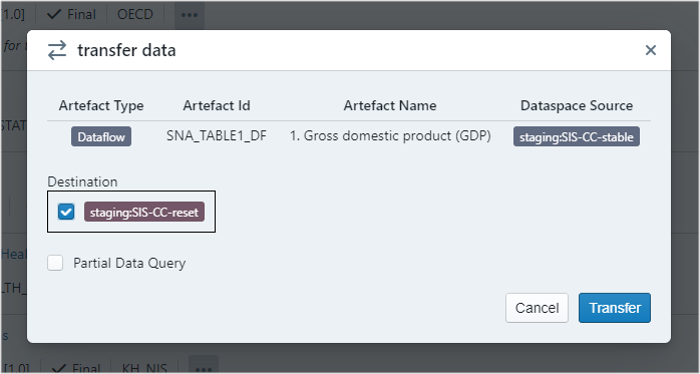 [1.0] Final OECD
for t
transfer data
Artefact Type Artefact Id Artefact Name Dataspace Source
Dataflow SNA_TABLE1_DF 1. Gross domestic product (GDP) staging:SIS-CC-stable
STAT
Destination
staging:SIS-CC-reset
Heal
Partial Data Query
LTH_
Cancel Transfer
s
[1.0] Final KH_NIS